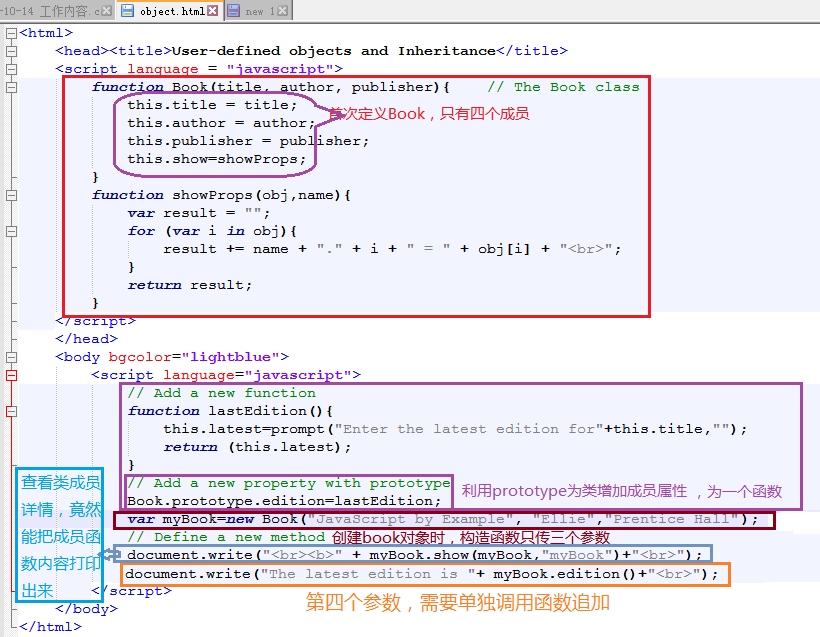 -10-14 工作内容.c object.html new 1
<html>
<head><title>User-defined objects and Inheritance</title>
<script language = "javascript">
function Book(title, author, publisher){ // The Book class
this.title = title;
this.author = author;
首次定义Book，只有四个成员
this.publisher = publisher;
this.show=showProps;
}
function showProps(obj,name){
var result = "";
for (var i in obj){
result += name + "." + i + " = " + obj[i] + "<br>";
}
return result;
}
</script>
</head>
<body bgcolor="lightblue">
<script language="javascript">
// Add a new function
function lastEdition(){
this.latest=prompt("Enter the latest edition for"+this.title,"");
return (this.latest);
}
// Add a new property with prototype
Book.prototype.edition=lastEdition;
利用prototype为类增加成员属性 ，为一个函数
var myBook=new Book("JavaScript by Example", "Ellie","Prentice Hall");
// Define a new method 创建book对象时，构造函数只传三个参数
document.write("<br><b>" + myBook.show(myBook,"myBook")+"<br>");
document.write("The latest edition is "+ myBook.edition()+"<br>");
查看类成员
详情，竟然
能把成员函
数内容打印
出来
</script>
第四个参数，需要单独调用函数追加
</body>
</html>